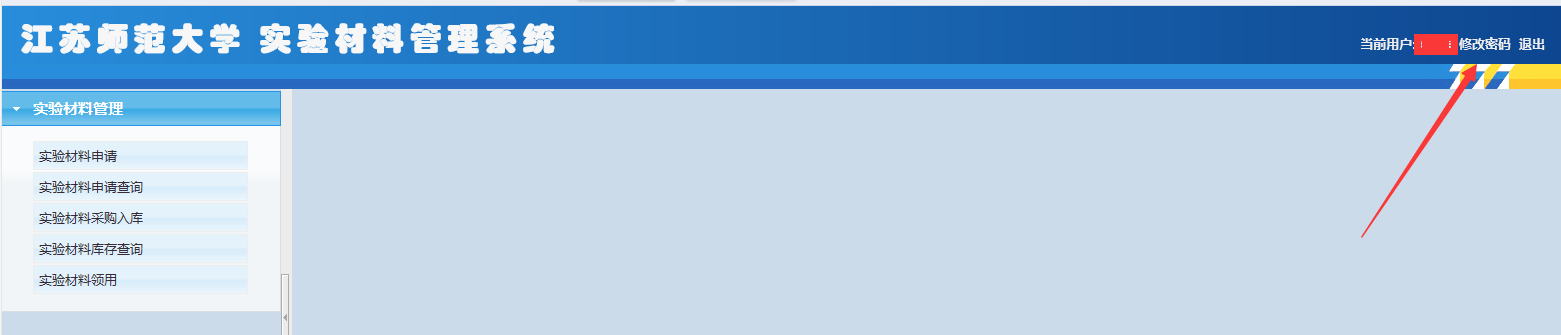 江苏师范大学 实验材料管理系统
当前用户: 修改密码 退出
实验材料管理
实验材料申请
实验材料申请查询
实验材料采购入库
实验材料库存查询
实验材料领用